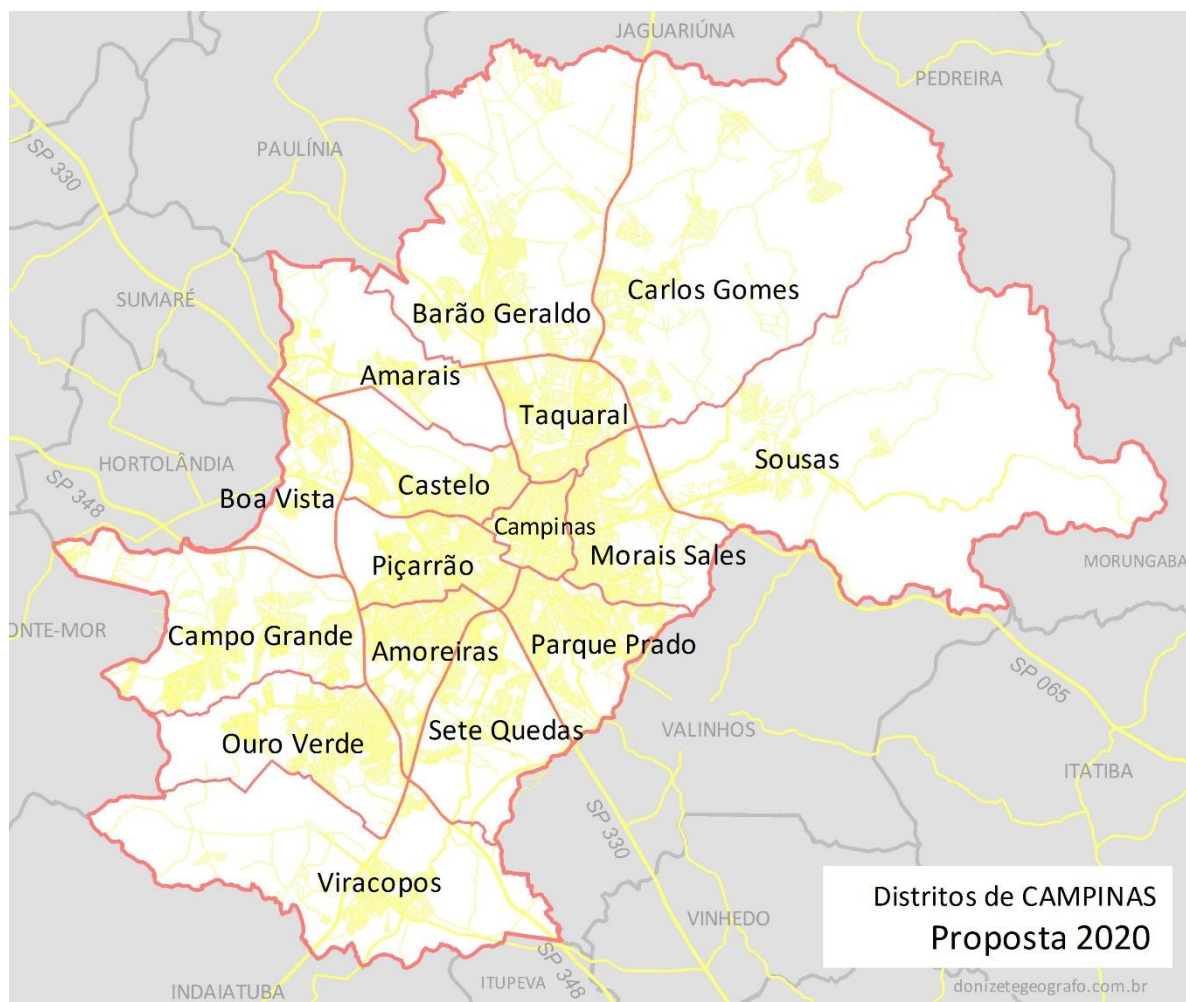 JAGUARIÚNA
PEDREIRA
PAULÍNIA
SP 330
SUMARÉ
Carlos Gomes
Barão Geraldo
Amarais
Taquaral
HORTOLÂNDIA
SP 348
Boa Vista
Castelo
Sousas
Campinas
Piçarrão
Morais Sales
MORUNGABA
ONTE-MOR
Campo Grande
Amoreiras
Parque Prado
SP 065
Ouro Verde
Sete Quedas
VALINHOS
ITATIBA
SP 330
Viracopos
VINHEDO
Distritos de CAMPINAS
Proposta 2020
INDAIATUBA
ITUPEVA
SP 348
donizetegeografo.com.br